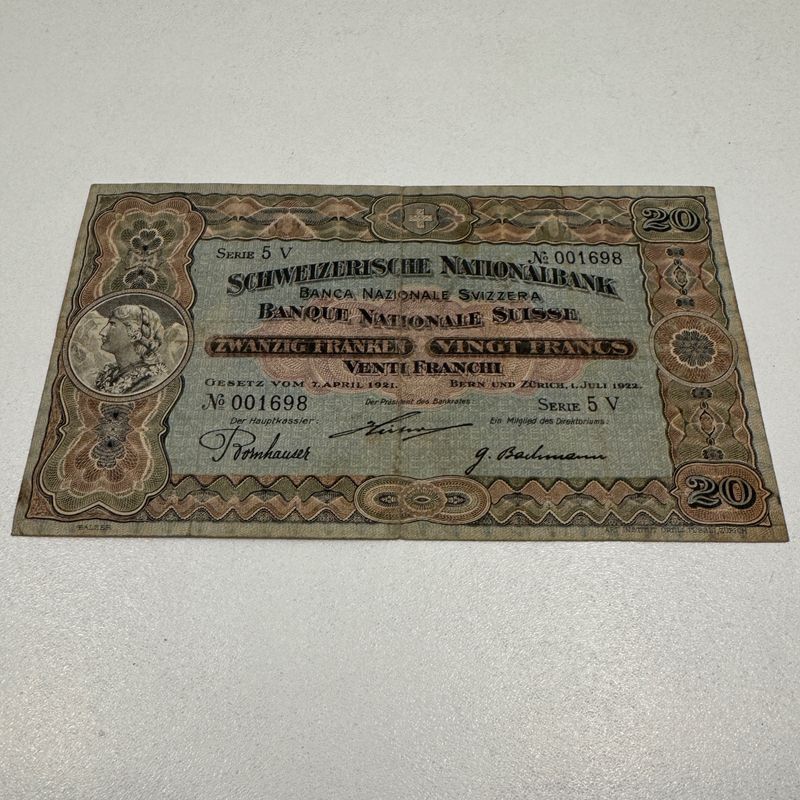 20
SERIE 5 V № 001698
SCHWEIZERISCHE NATIONALBANK
BANCA NAZIONALE SVIZZERA
BANQUE NATIONALE SUISSE
ZWANZIG FRANKEN VINGT FRANCS
VENTI FRANCHI
GESETZ VOM 7. APRIL 1921. BERN UND ZÜRICH, 1. JULI 1922.
№ 001698 Der Präsident des Bankrates: SERIE 5 V
Der Hauptkassier: Ein Mitglied des Direktoriums:
Bornhauser G. Bachmann
20
BALZER